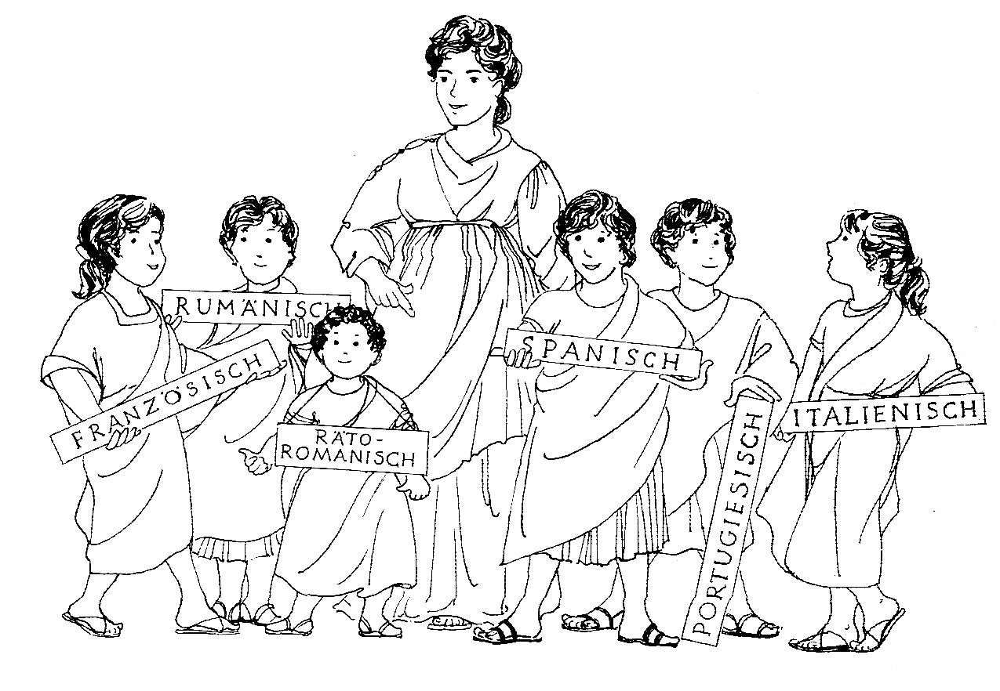 RUMÄNISCH
FRANZÖSISCH
RÄTO-
ROMANISCH
SPANISCH
PORTUGIESISCH
ITALIENISCH